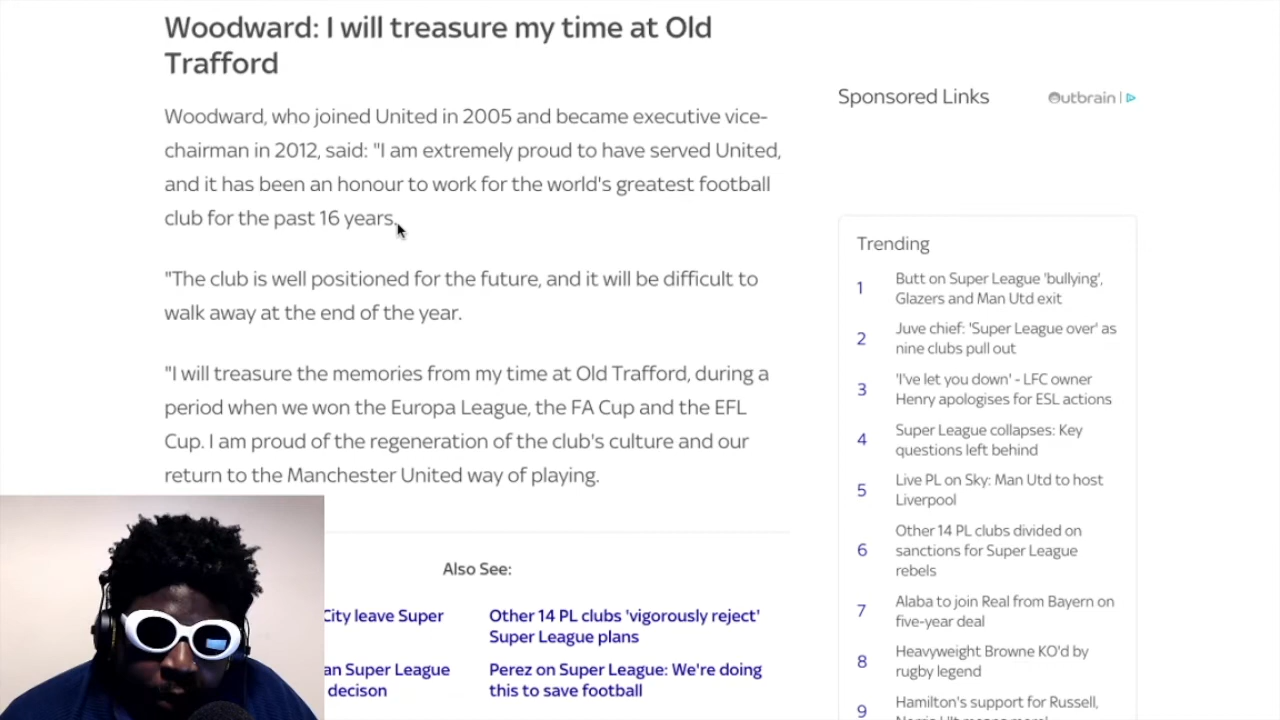 Woodward: I will treasure my time at Old
Trafford
Woodward, who joined United in 2005 and became executive vice-
chairman in 2012, said: "I am extremely proud to have served United,
and it has been an honour to work for the world's greatest football
club for the past 16 years.
"The club is well positioned for the future, and it will be difficult to
walk away at the end of the year.
"I will treasure the memories from my time at Old Trafford, during a
period when we won the Europa League, the FA Cup and the EFL
Cup. I am proud of the regeneration of the club's culture and our
return to the Manchester United way of playing.
Also See:
City leave Super
an Super League
decison
Other 14 PL clubs 'vigorously reject'
Super League plans
Perez on Super League: We're doing
this to save football
Sponsored Links
Outbrain
Trending
1 Butt on Super League 'bullying',
Glazers and Man Utd exit
2 Juve chief: 'Super League over' as
nine clubs pull out
3 'I've let you down' - LFC owner
Henry apologises for ESL actions
4 Super League collapses: Key
questions left behind
5 Live PL on Sky: Man Utd to host
Liverpool
6 Other 14 PL clubs divided on
sanctions for Super League
rebels
7 Alaba to join Real from Bayern on
five-year deal
8 Heavyweight Browne KO'd by
rugby legend
9 Hamilton's support for Russell,